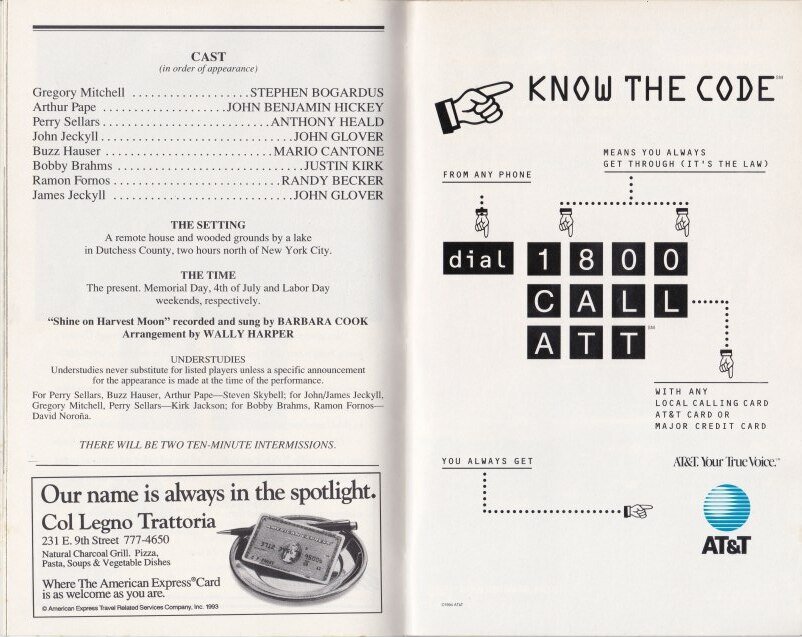 CAST
(in order of appearance)
Gregory Mitchell ..................STEPHEN BOGARDUS
Arthur Pape ...................JOHN BENJAMIN HICKEY
Perry Sellars..........................ANTHONY HEALD
John Jeckyll.............................JOHN GLOVER
Buzz Hauser .........................MARIO CANTONE
Bobby Brahms ............................JUSTIN KIRK
Ramon Fornos.........................RANDY BECKER
James Jeckyll ...........................JOHN GLOVER
THE SETTING
A remote house and wooded grounds by a lake
in Dutchess County, two hours north of New York City.
THE TIME
The present. Memorial Day, 4th of July and Labor Day
weekends, respectively.
“Shine on Harvest Moon” recorded and sung by BARBARA COOK
Arrangement by WALLY HARPER
UNDERSTUDIES
Understudies never substitute for listed players unless a specific announcement
for the appearance is made at the time of the performance.
For Perry Sellars, Buzz Hauser, Arthur Pape—Steven Skybell; for John/James Jeckyll,
Gregory Mitchell, Perry Sellars—Kirk Jackson; for Bobby Brahms, Ramon Fornos—
David Noroña.
THERE WILL BE TWO TEN-MINUTE INTERMISSIONS.
Our name is always in the spotlight.
Col Legno Trattoria
231 E. 9th Street 777-4650
Natural Charcoal Grill. Pizza,
Pasta, Soups & Vegetable Dishes
Where The American Express® Card
is as welcome as you are.
© American Express Travel Related Services Company, Inc. 1993
AMERICAN EXPRESS
KNOW THE CODE℠
FROM ANY PHONE
MEANS YOU ALWAYS
GET THROUGH (IT'S THE LAW)
dial 1 8 0 0
C A L L
A T T ℠
WITH ANY
LOCAL CALLING CARD
AT&T CARD OR
MAJOR CREDIT CARD
YOU ALWAYS GET
AT&T. Your True Voice.™
AT&T
©1994 AT&T